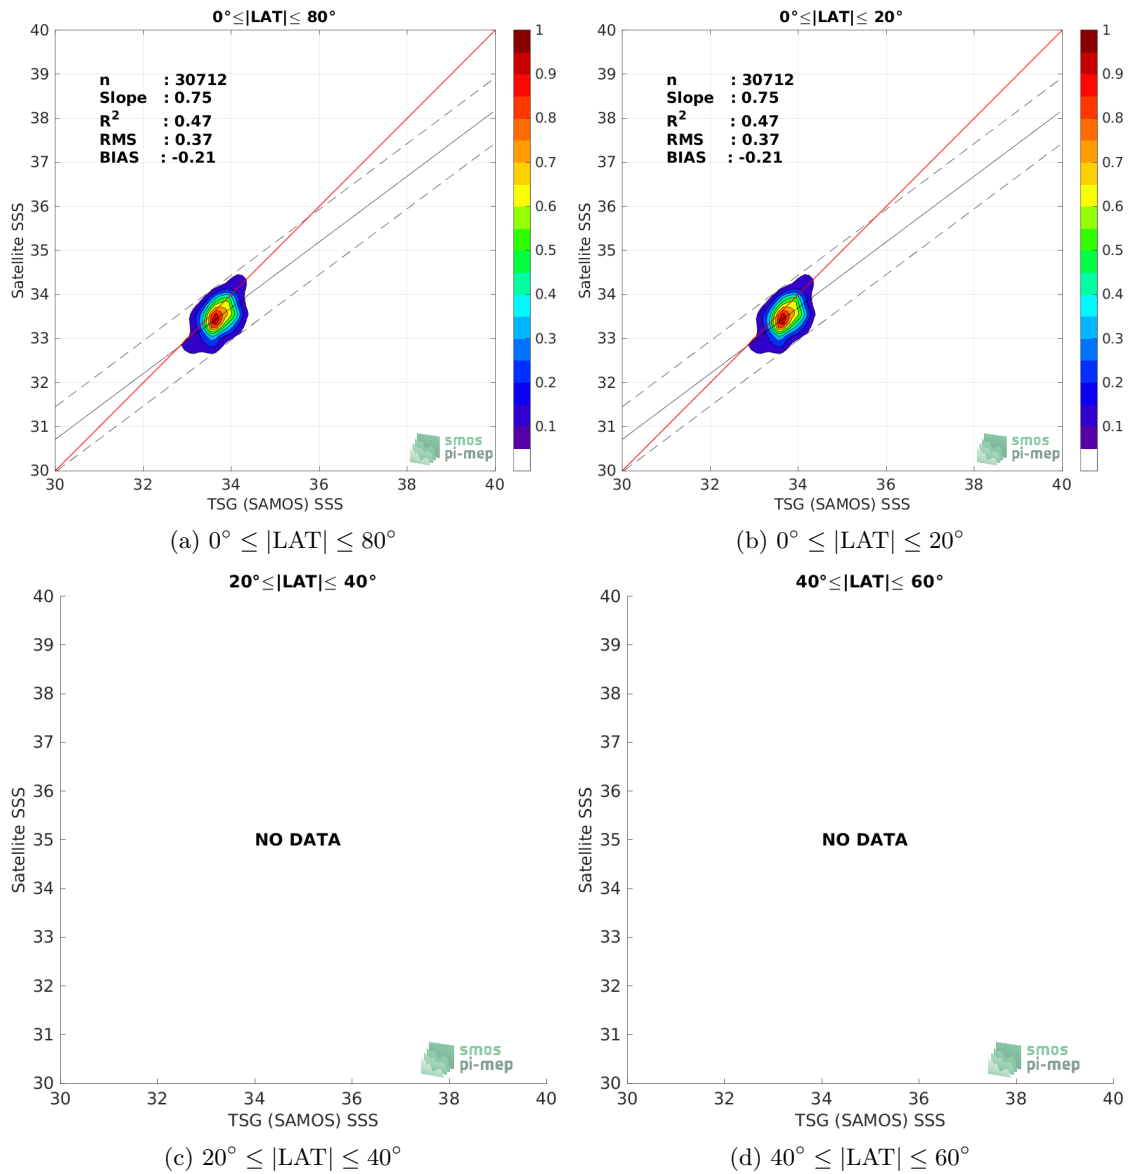 0°≤|LAT|≤ 80°
40
39
38
37
36
35
34
33
32
31
30
Satellite SSS
n : 30712
Slope : 0.75
R2 : 0.47
RMS : 0.37
BIAS : -0.21
smos
pi-mep
30 32 34 36 38 40
TSG (SAMOS) SSS
1
0.9
0.8
0.7
0.6
0.5
0.4
0.3
0.2
0.1
(a) 0° ≤ |LAT| ≤ 80°
0°≤|LAT|≤ 20°
40
39
38
37
36
35
34
33
32
31
30
Satellite SSS
n : 30712
Slope : 0.75
R2 : 0.47
RMS : 0.37
BIAS : -0.21
smos
pi-mep
30 32 34 36 38 40
TSG (SAMOS) SSS
1
0.9
0.8
0.7
0.6
0.5
0.4
0.3
0.2
0.1
(b) 0° ≤ |LAT| ≤ 20°
20°≤|LAT|≤ 40°
40
39
38
37
36
35
34
33
32
31
30
Satellite SSS
NO DATA
smos
pi-mep
30 32 34 36 38 40
TSG (SAMOS) SSS
(c) 20° ≤ |LAT| ≤ 40°
40°≤|LAT|≤ 60°
40
39
38
37
36
35
34
33
32
31
30
Satellite SSS
NO DATA
smos
pi-mep
30 32 34 36 38 40
TSG (SAMOS) SSS
(d) 40° ≤ |LAT| ≤ 60°